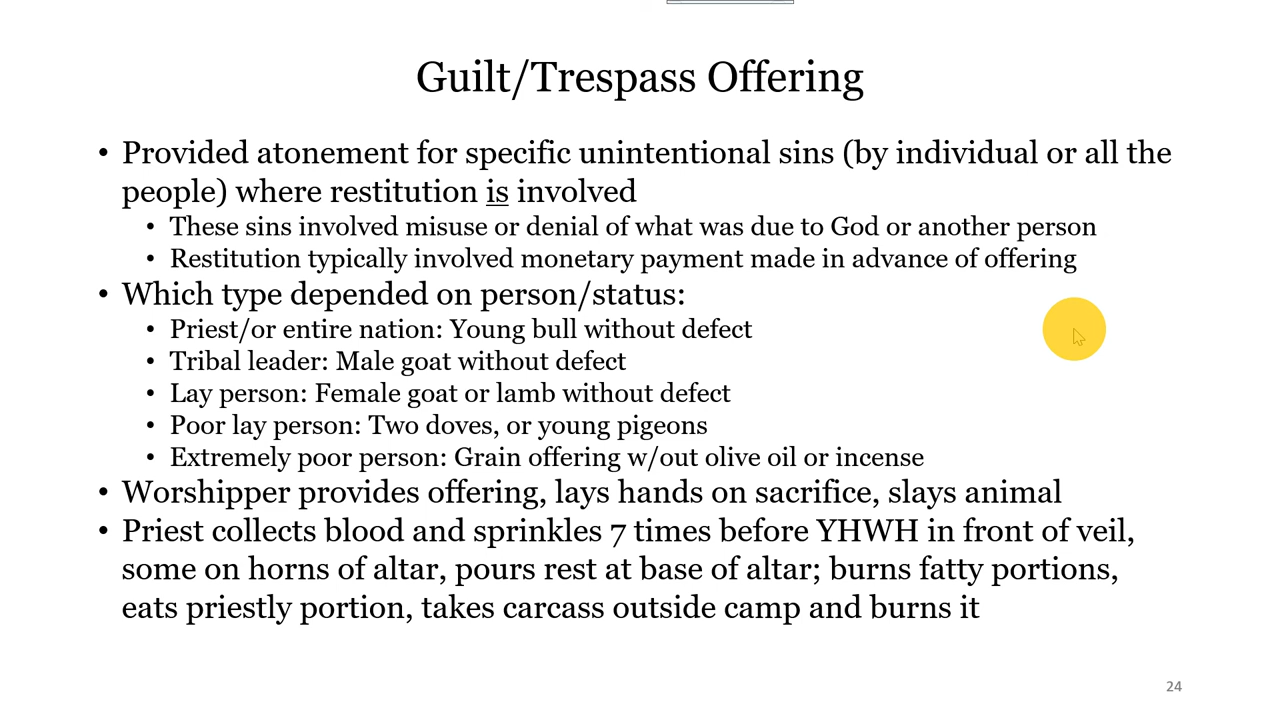 Guilt/Trespass Offering
• Provided atonement for specific unintentional sins (by individual or all the
people) where restitution is involved
• These sins involved misuse or denial of what was due to God or another person
• Restitution typically involved monetary payment made in advance of offering
• Which type depended on person/status:
• Priest/or entire nation: Young bull without defect
• Tribal leader: Male goat without defect
• Lay person: Female goat or lamb without defect
• Poor lay person: Two doves, or young pigeons
• Extremely poor person: Grain offering w/out olive oil or incense
• Worshipper provides offering, lays hands on sacrifice, slays animal
• Priest collects blood and sprinkles 7 times before YHWH in front of veil,
some on horns of altar, pours rest at base of altar; burns fatty portions,
eats priestly portion, takes carcass outside camp and burns it
24